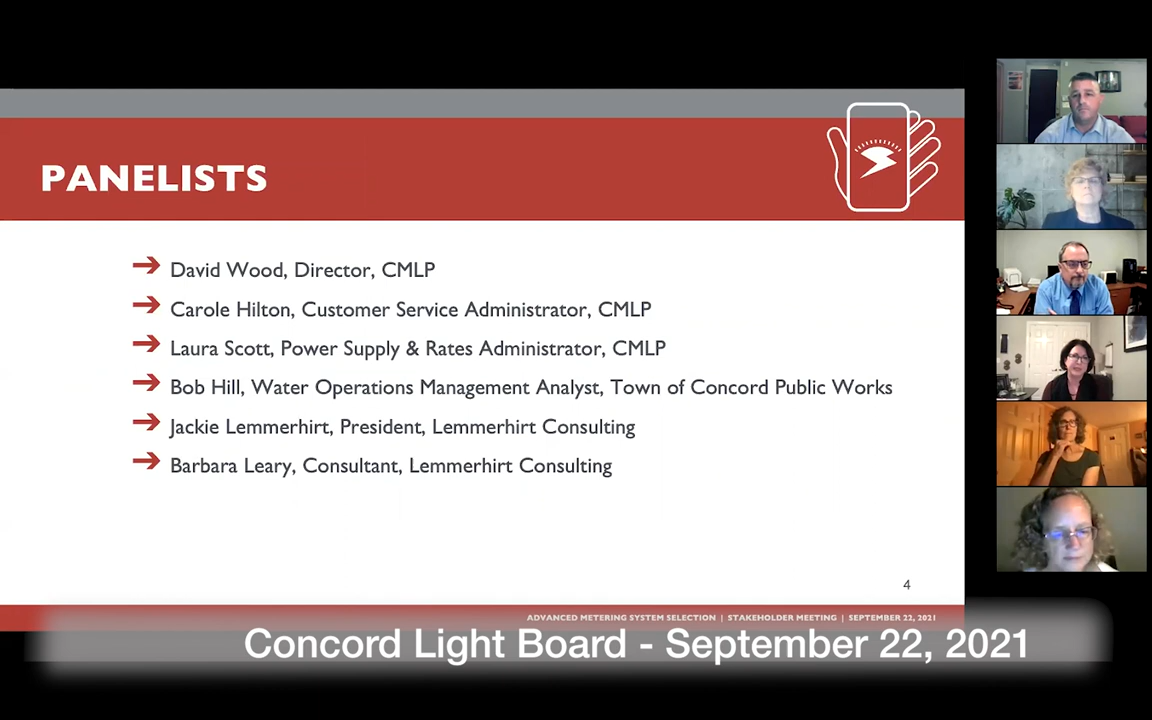 PANELISTS
David Wood, Director, CMLP
Carole Hilton, Customer Service Administrator, CMLP
Laura Scott, Power Supply & Rates Administrator, CMLP
Bob Hill, Water Operations Management Analyst, Town of Concord Public Works
Jackie Lemmerhirt, President, Lemmerhirt Consulting
Barbara Leary, Consultant, Lemmerhirt Consulting
4
ADVANCED METERING SYSTEM SELECTION | STAKEHOLDER MEETING | SEPTEMBER 22, 2021
Concord Light Board - September 22, 2021